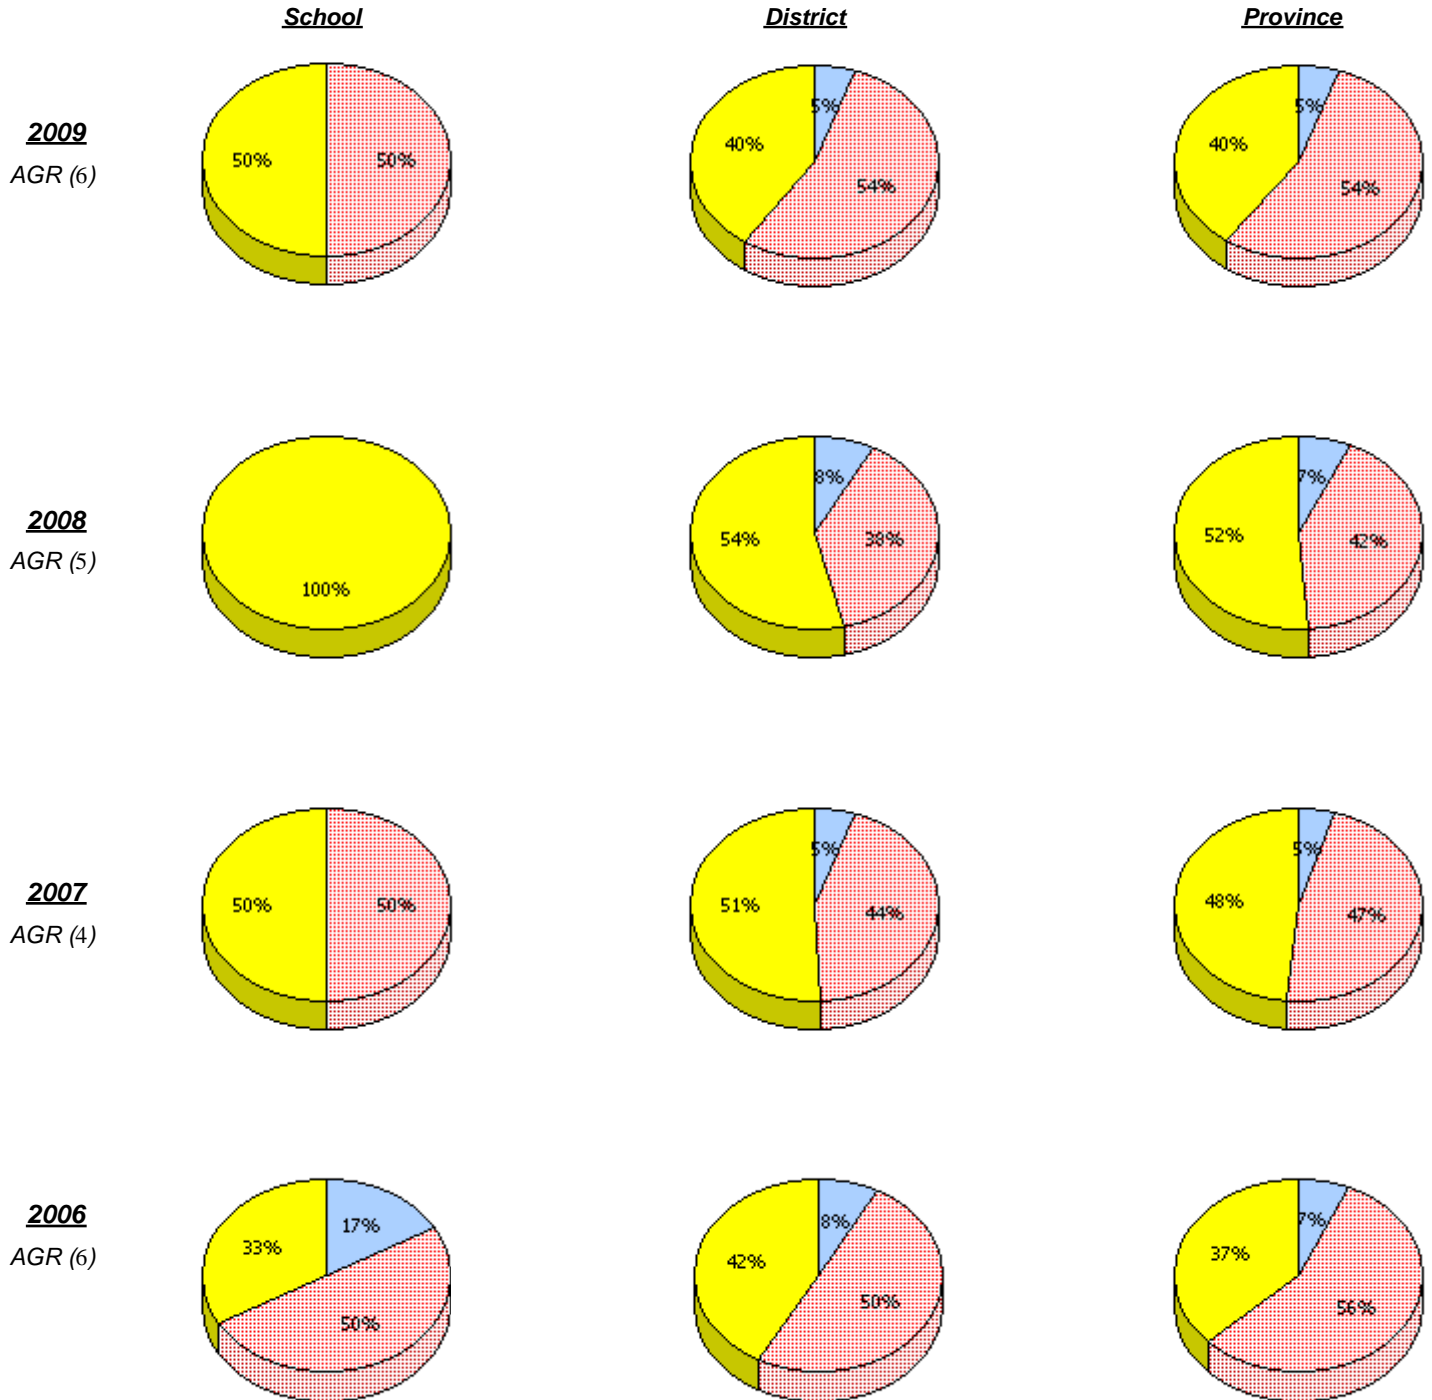 School District Province
2009
AGR (6)
50% 50%
40% 5% 54%
40% 5% 54%
2008
AGR (5)
100%
54% 8% 38%
52% 7% 42%
2007
AGR (4)
50% 50%
51% 5% 44%
48% 5% 47%
2006
AGR (6)
33% 17% 50%
42% 8% 50%
37% 7% 56%